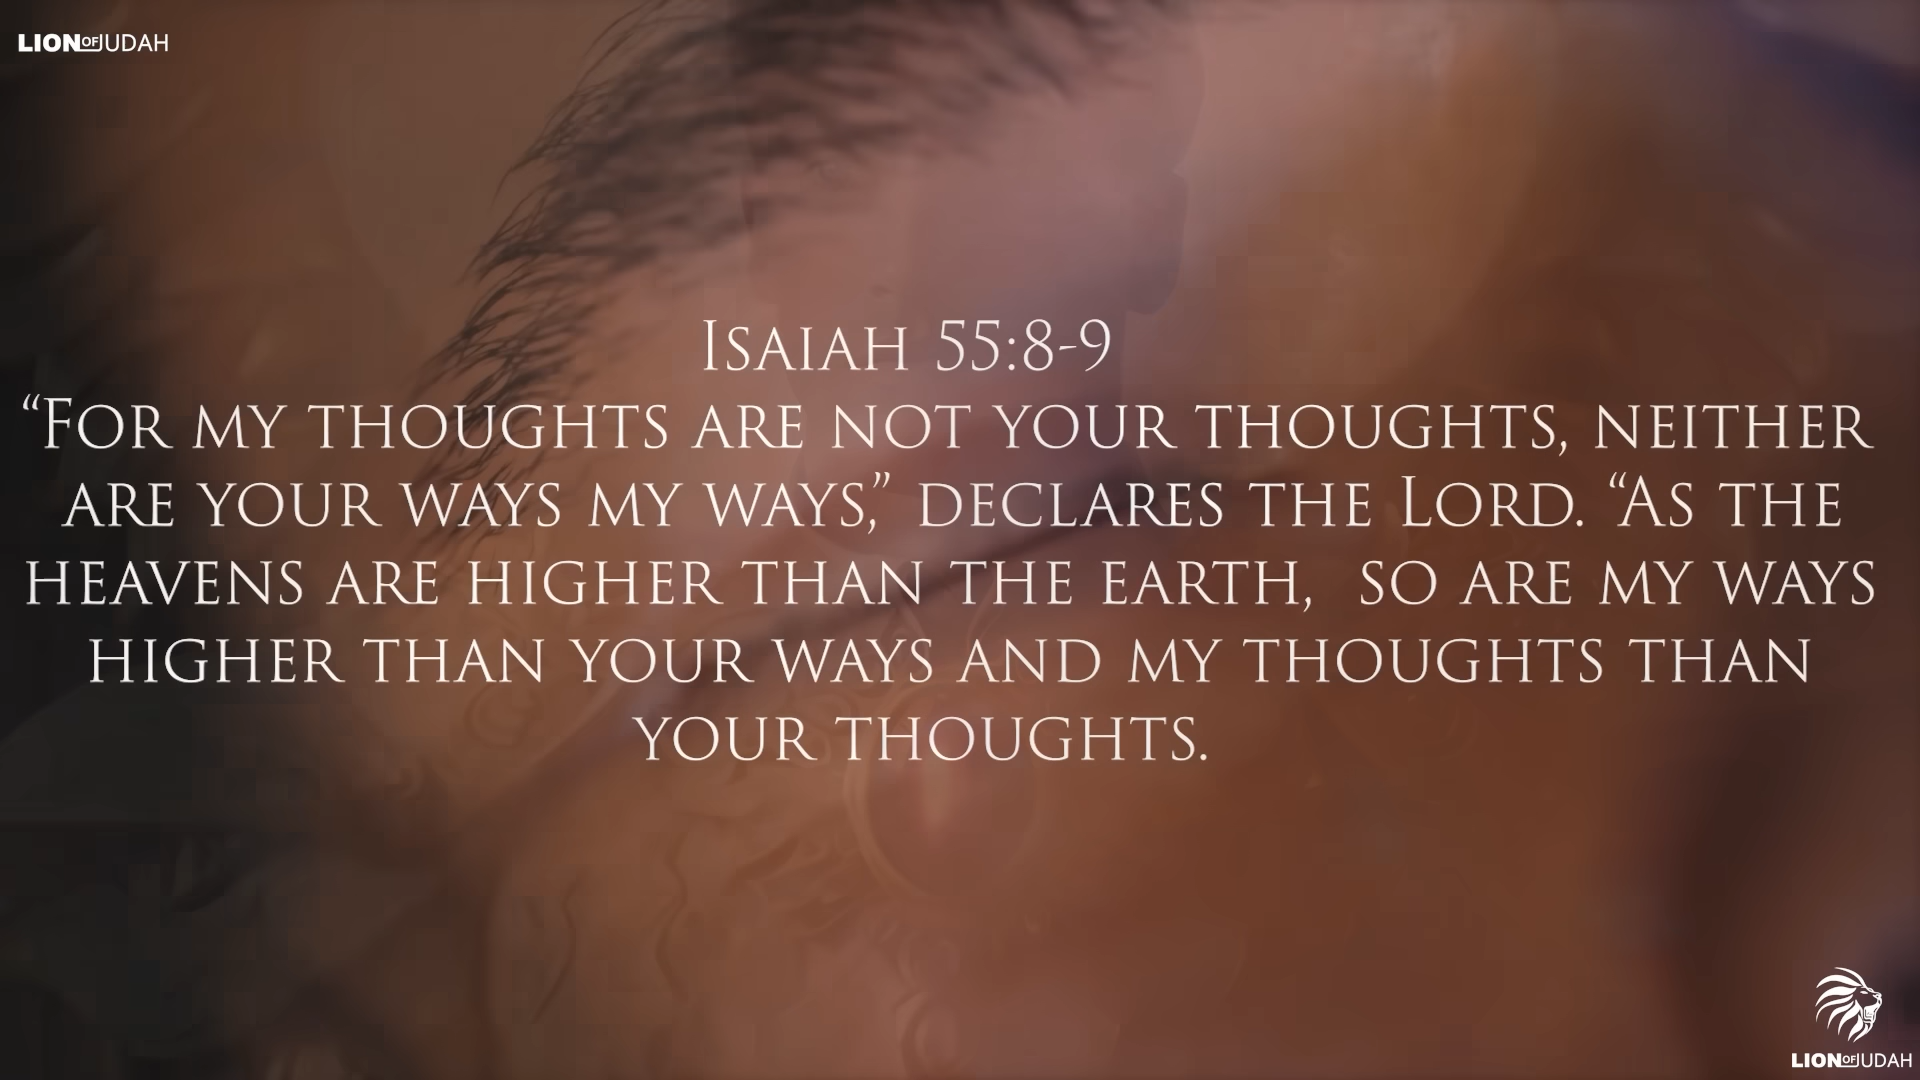 LION OF JUDAH
Isaiah 55:8-9
“For my thoughts are not your thoughts, neither
are your ways my ways,” declares the Lord. “As the
heavens are higher than the earth,  so are my ways
higher than your ways and my thoughts than
your thoughts.
LION OF JUDAH